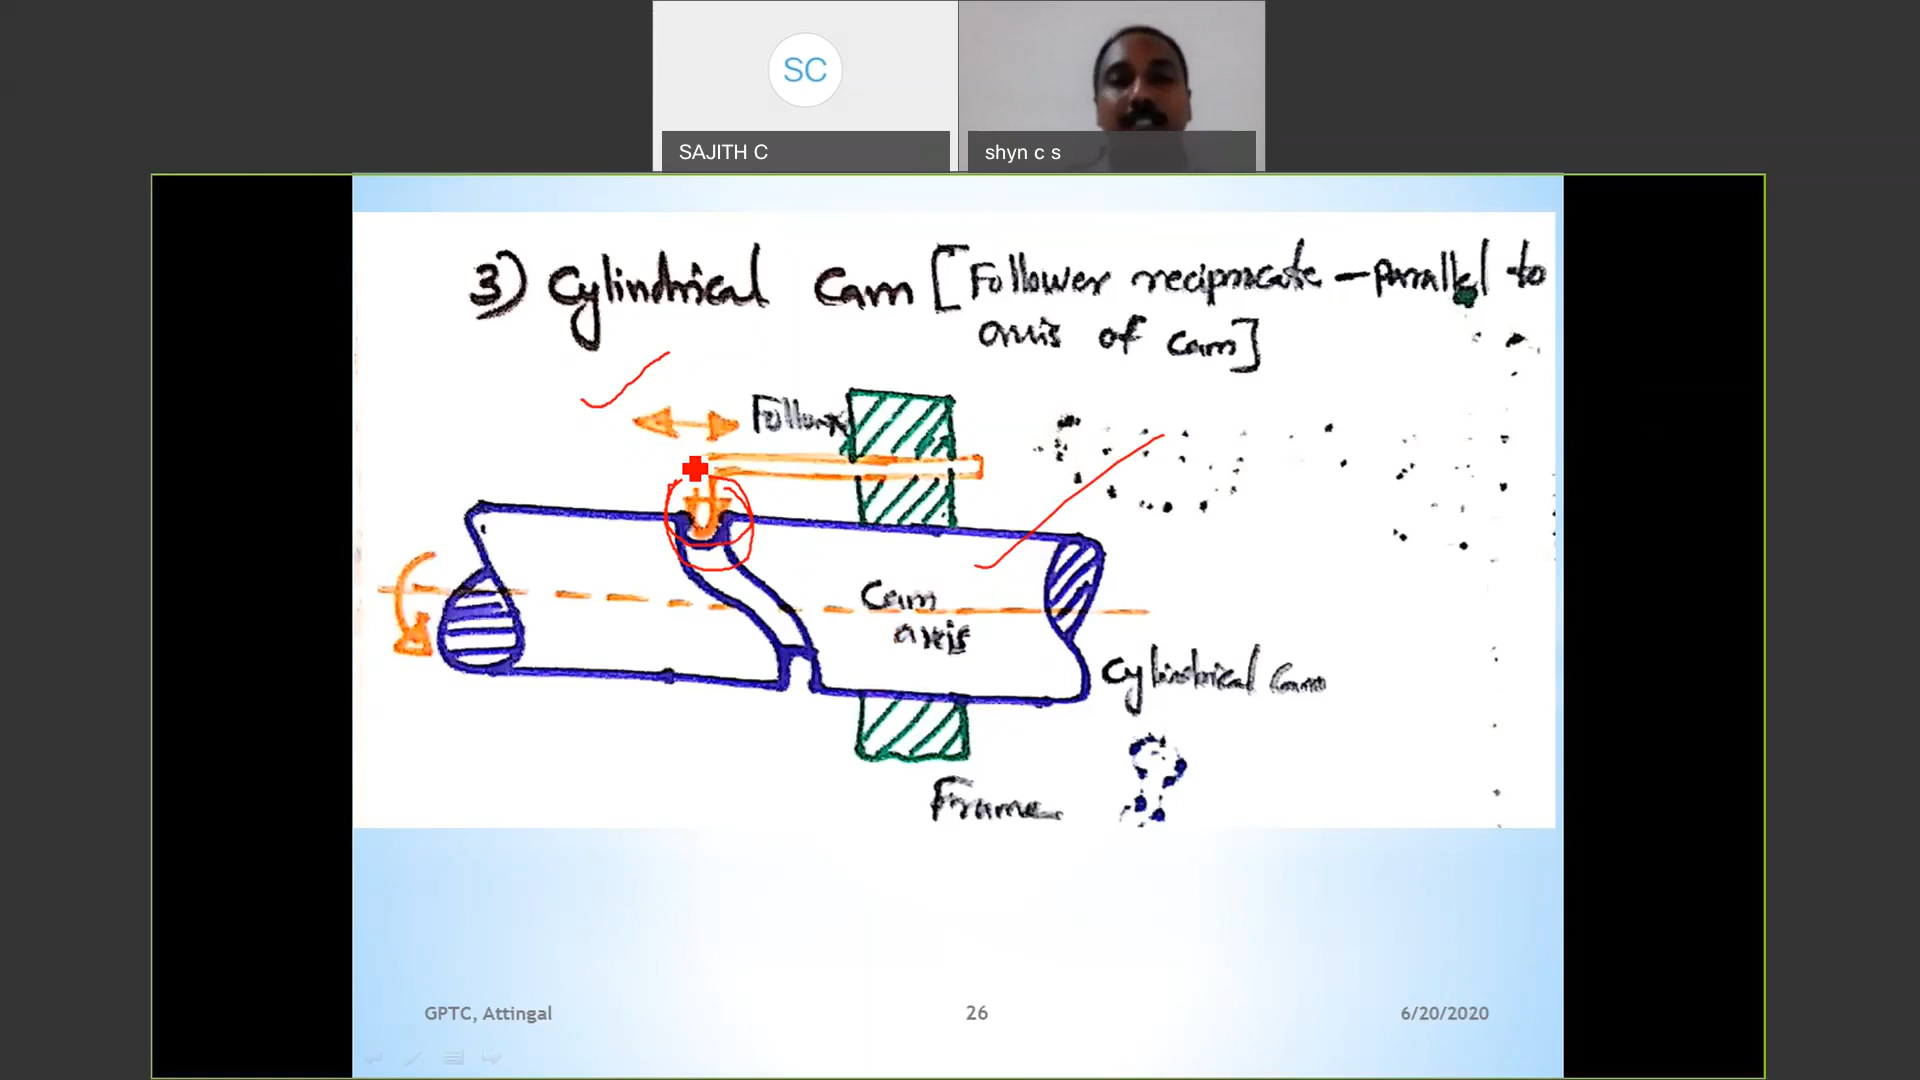 SC
SAJITH C
shyn c s
3) Cylindrical Cam [Follower reciprocate - parallel to
axis of cam]
Follower
Cam
axis
Cylindrical Cam
Frame
GPTC, Attingal
26
6/20/2020